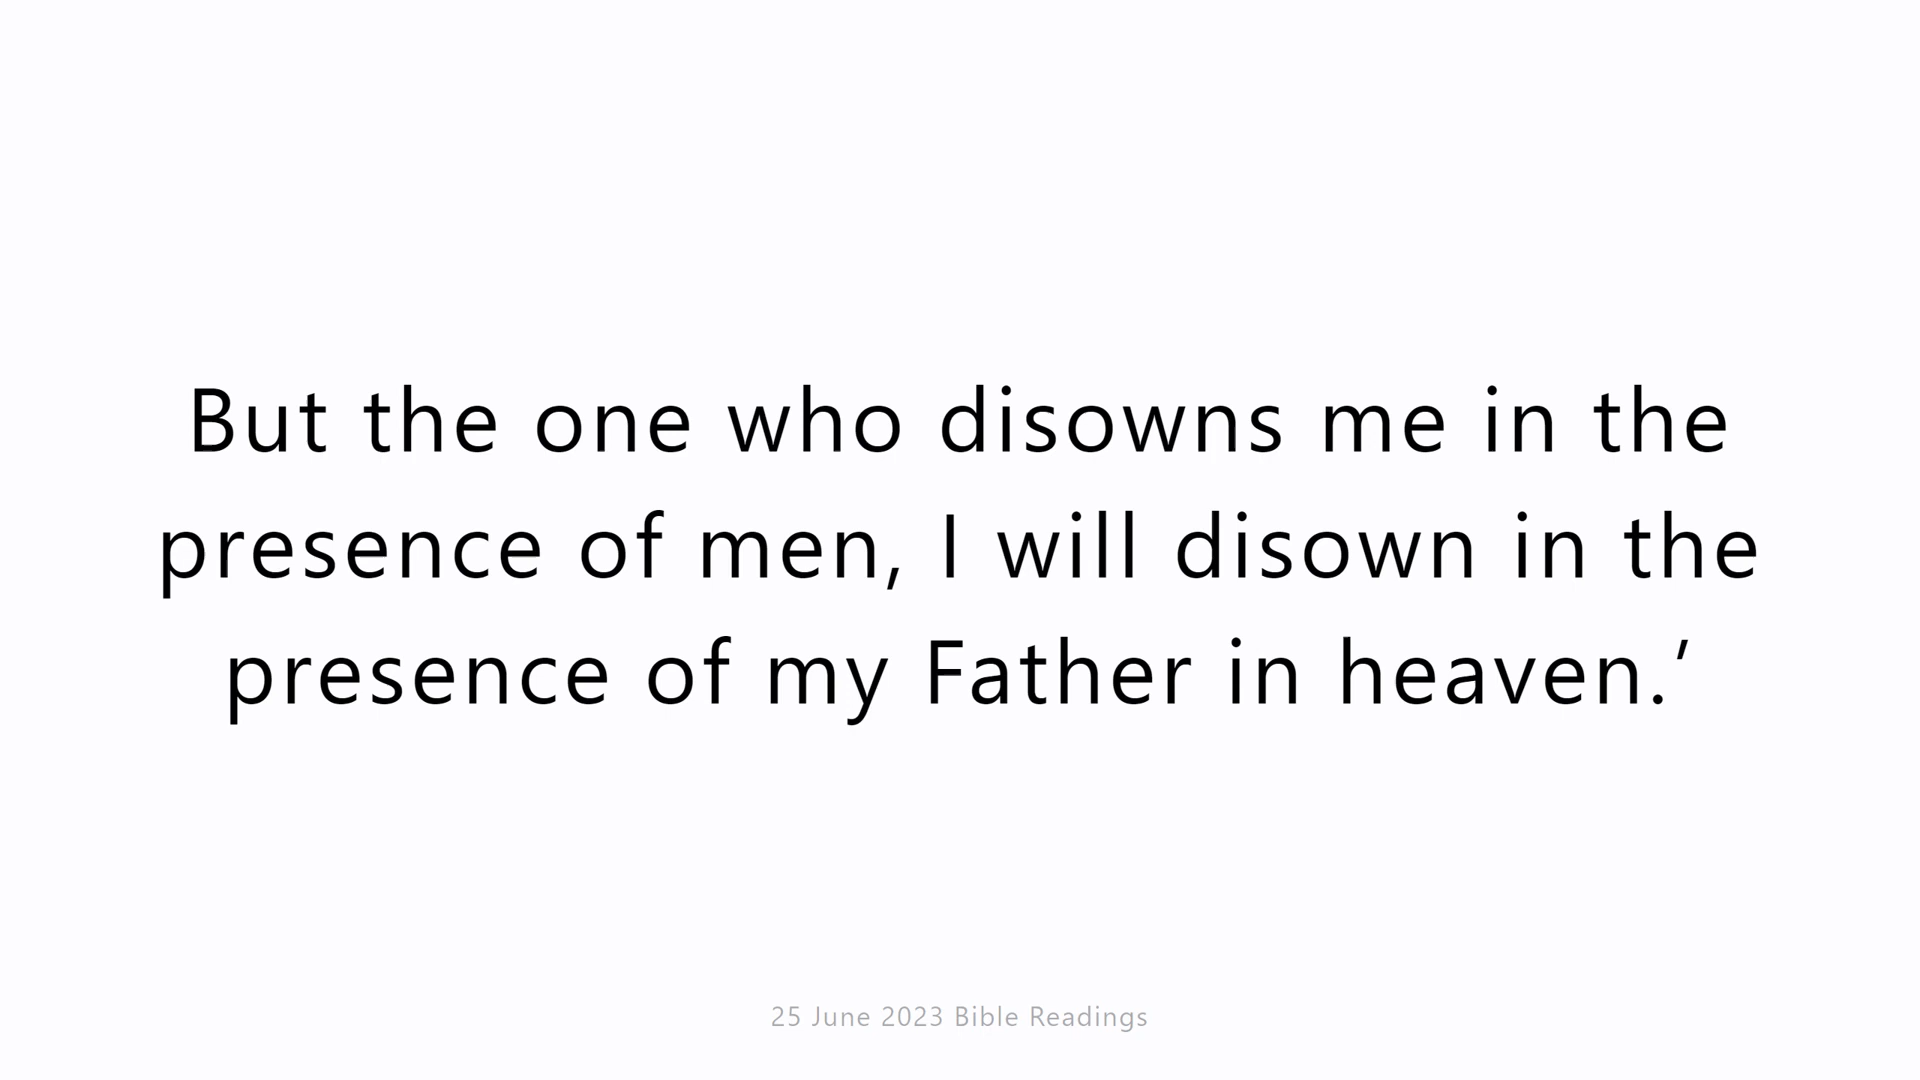 But the one who disowns me in the
presence of men, I will disown in the
presence of my Father in heaven.’
25 June 2023 Bible Readings